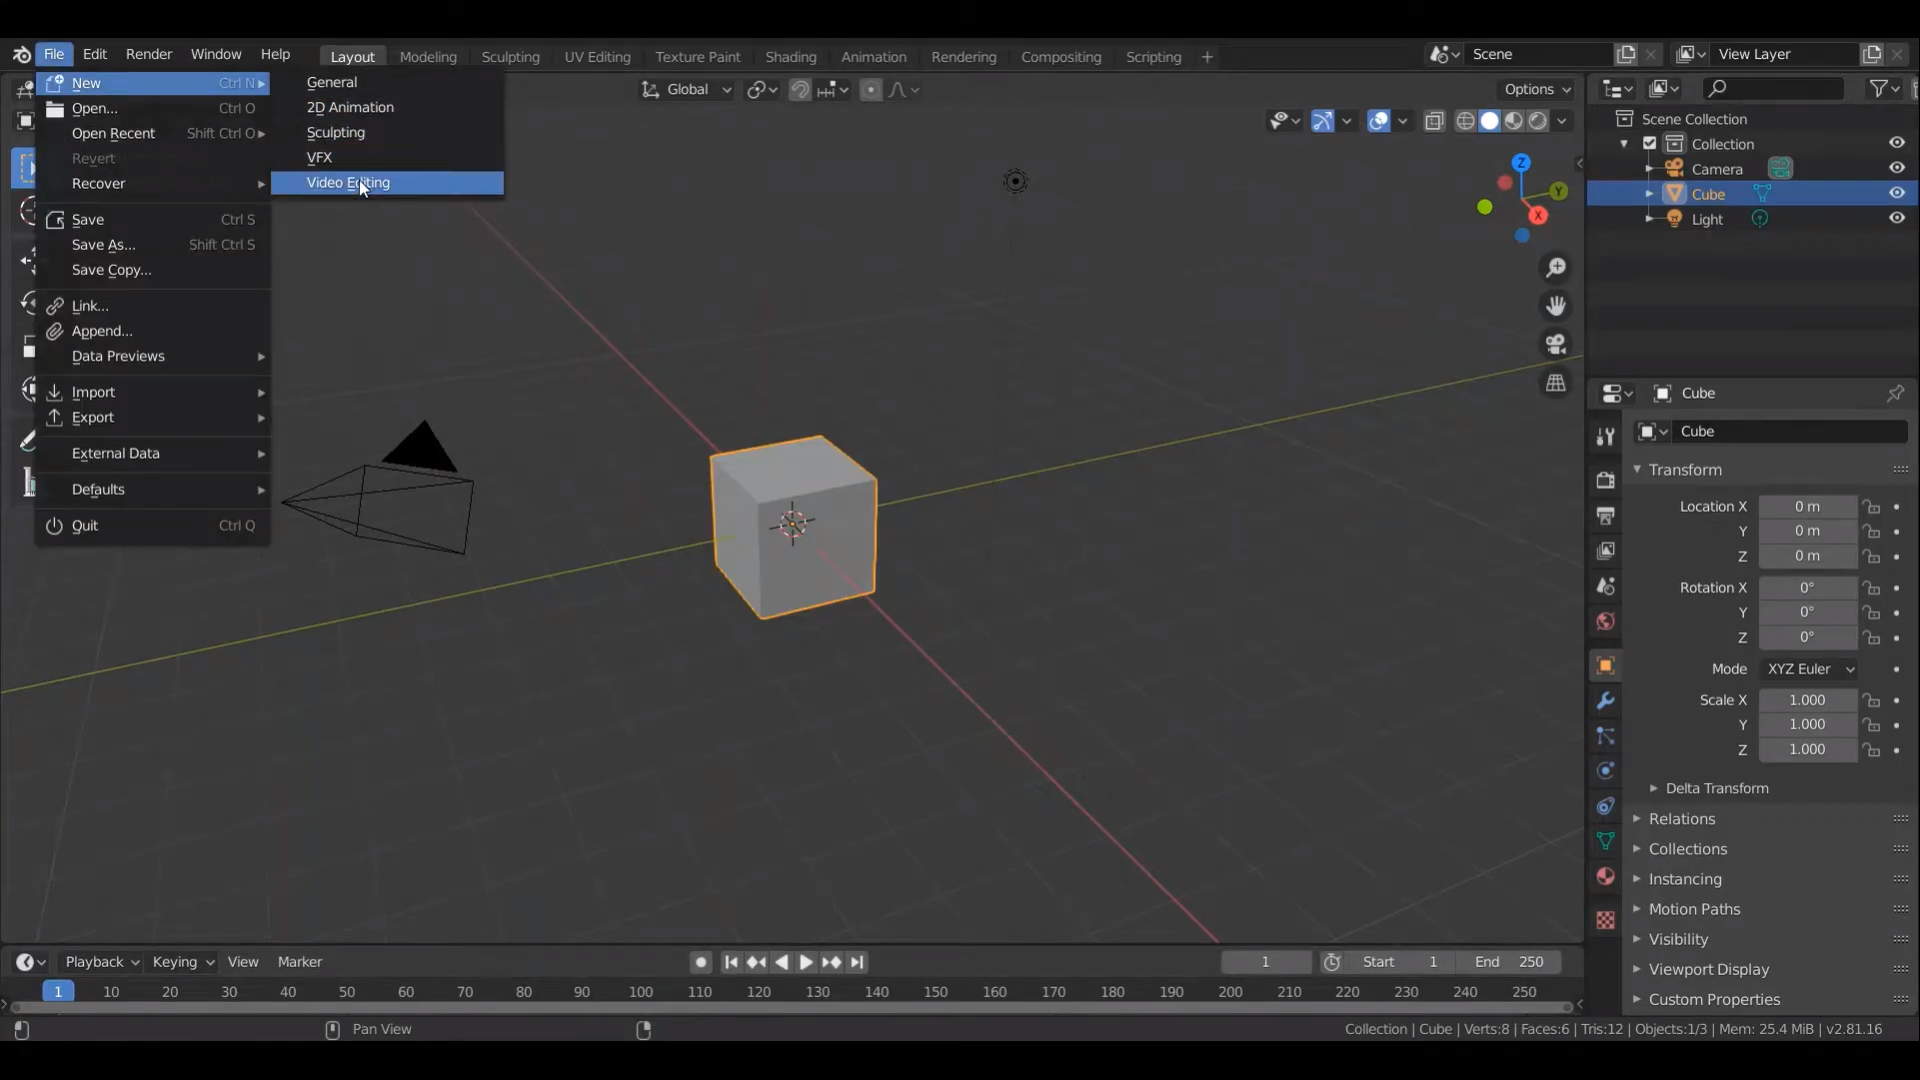 File Edit Render Window Help Layout Modeling Sculpting UV Editing Texture Paint Shading Animation Rendering Compositing Scripting + Scene View Layer
New Ctrl N
Open... Ctrl O
Open Recent Shift Ctrl O
Revert
Recover
Save Ctrl S
Save As... Shift Ctrl S
Save Copy...
Link...
Append...
Data Previews
Import
Export
External Data
Defaults
Quit Ctrl Q
General
2D Animation
Sculpting
VFX
Video Editing
Global
Options
Z
Y
X
Scene Collection
Collection
Camera
Cube
Light
Cube
Cube
Transform
Location X 0 m
Y 0 m
Z 0 m
Rotation X 0°
Y 0°
Z 0°
Mode XYZ Euler
Scale X 1.000
Y 1.000
Z 1.000
Delta Transform
Relations
Collections
Instancing
Motion Paths
Visibility
Viewport Display
Custom Properties
Playback Keying View Marker 1 Start 1 End 250
1 10 20 30 40 50 60 70 80 90 100 110 120 130 140 150 160 170 180 190 200 210 220 230 240 250
Pan View
Collection | Cube | Verts:8 | Faces:6 | Tris:12 | Objects:1/3 | Mem: 25.4 MiB | v2.81.16